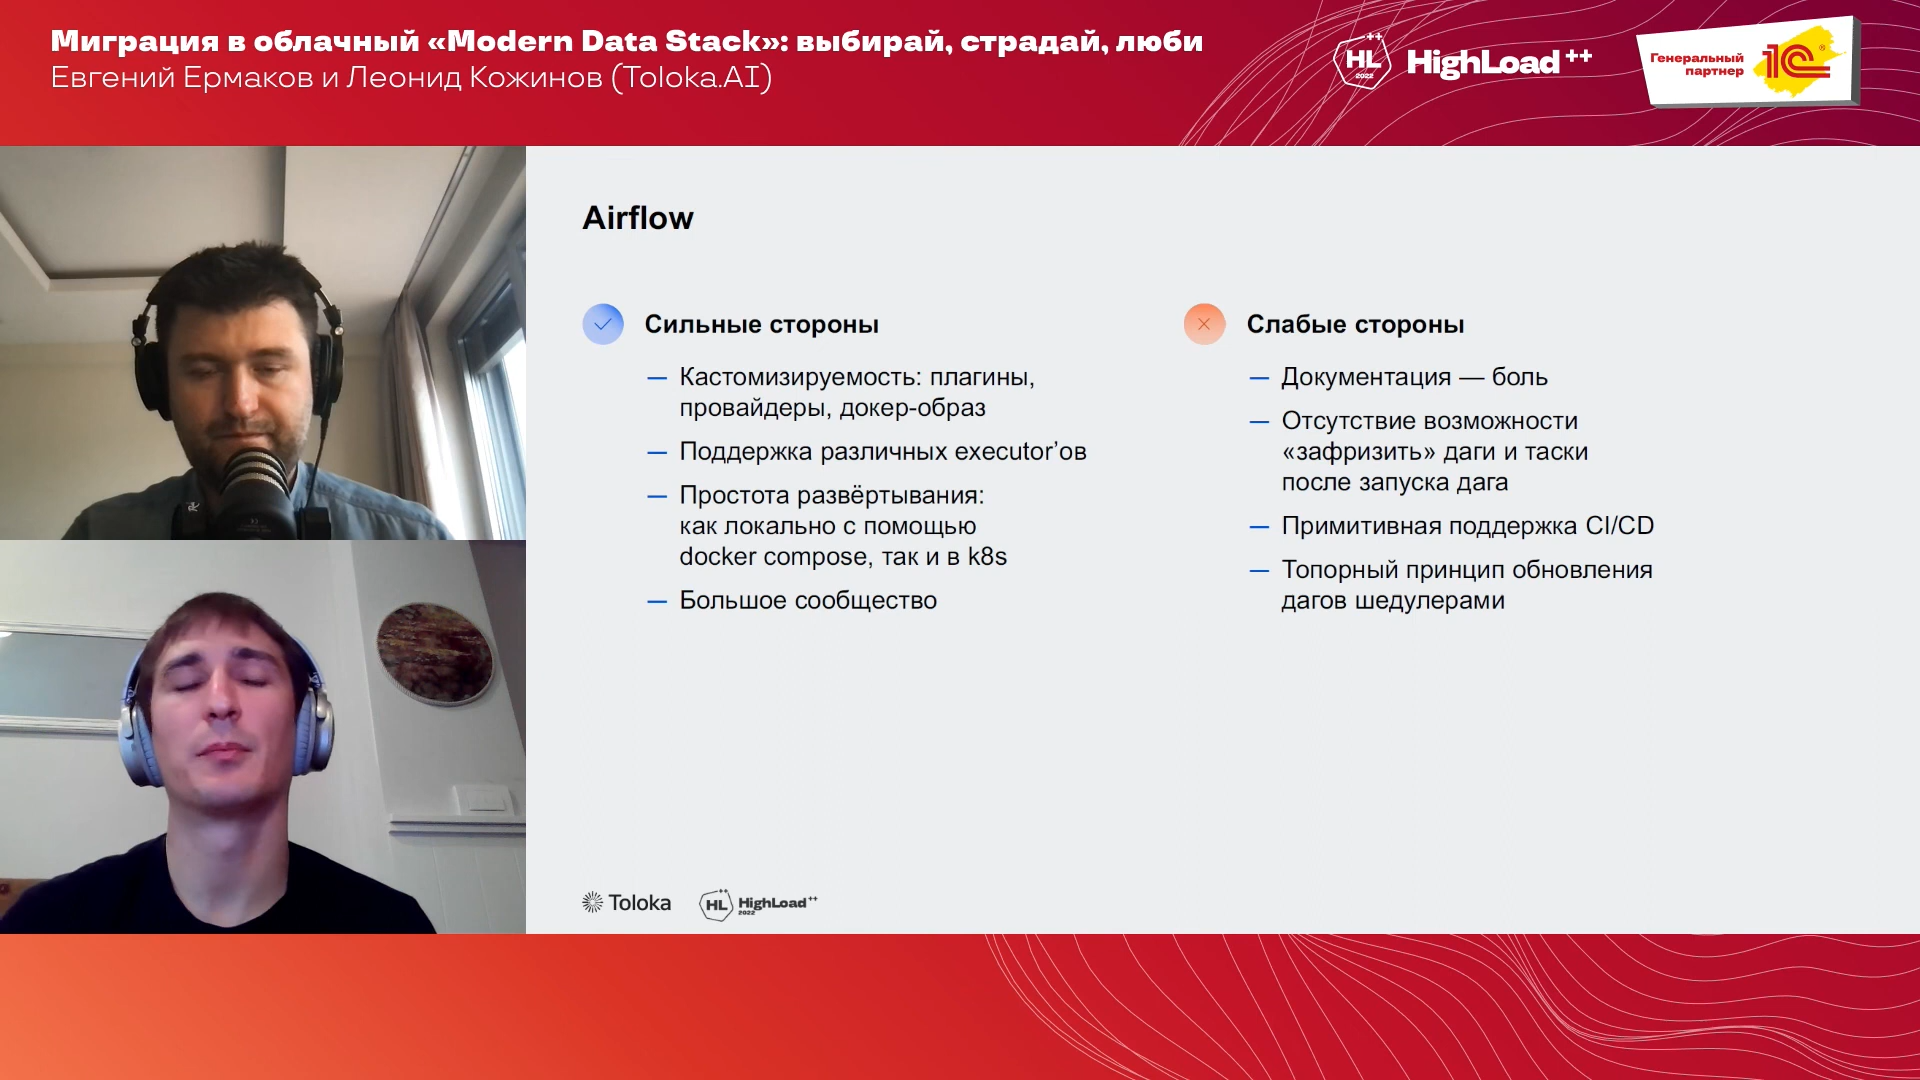 Миграция в облачный «Modern Data Stack»: выбирай, страдай, люби
Евгений Ермаков и Леонид Кожинов (Toloka.AI)
HL++
2022
HighLoad++
Генеральный
партнер
1С®
Airflow
Сильные стороны
— Кастомизируемость: плагины,
провайдеры, докер-образ
— Поддержка различных executor’ов
— Простота развёртывания:
как локально с помощью
docker compose, так и в k8s
— Большое сообщество
Слабые стороны
— Документация — боль
— Отсутствие возможности
«зафризить» даги и таски
после запуска дага
— Примитивная поддержка CI/CD
— Топорный принцип обновления
дагов шедулерами
Toloka
HL++
HighLoad++
2022